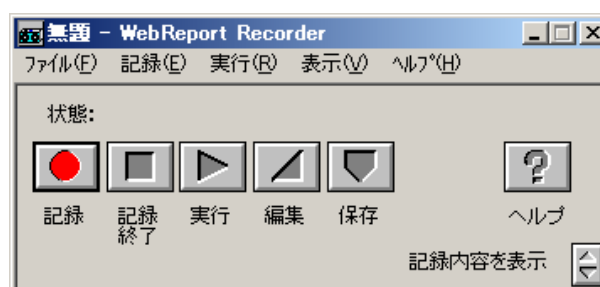 無題 - WebReport Recorder
ファイル(F) 記録(E) 実行(R) 表示(V) ヘルプ(H)
状態:
記録 記録終了 実行 編集 保存 ヘルプ
記録内容を表示